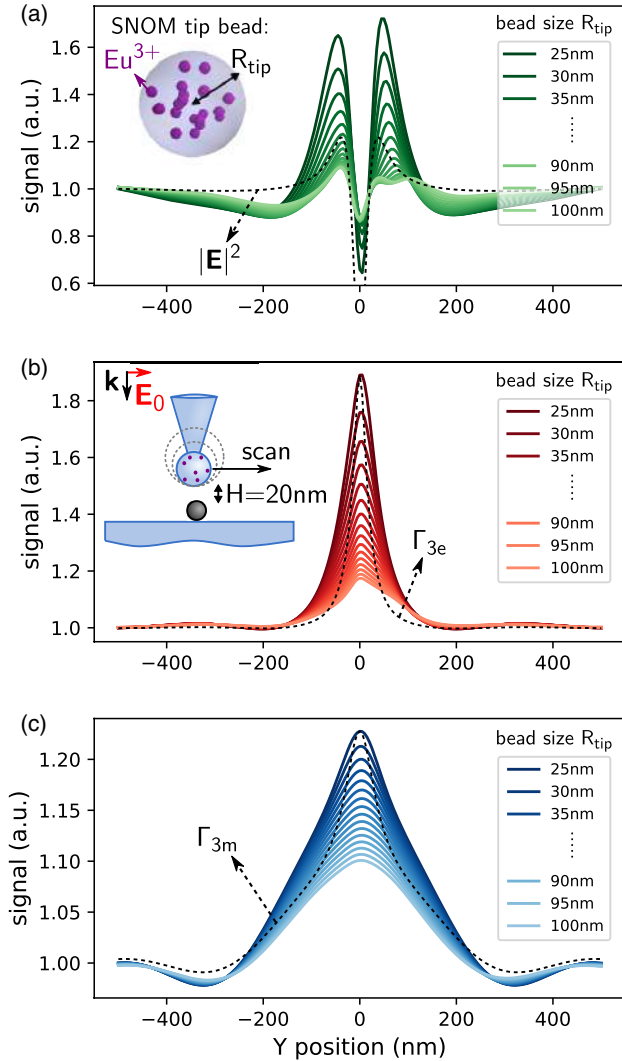 (a)
SNOM tip bead:
Eu3+
Rtip
|E|2
bead size Rtip
25nm
30nm
35nm
......
90nm
95nm
100nm
signal (a.u.)
1.6
1.4
1.2
1.0
0.8
0.6
−400 −200 0 200 400
(b)
k
E0
scan
H=20nm
Γ3e
bead size Rtip
25nm
30nm
35nm
......
90nm
95nm
100nm
signal (a.u.)
1.8
1.6
1.4
1.2
1.0
−400 −200 0 200 400
(c)
Γ3m
bead size Rtip
25nm
30nm
35nm
......
90nm
95nm
100nm
signal (a.u.)
1.20
1.15
1.10
1.05
1.00
−400 −200 0 200 400
Y position (nm)